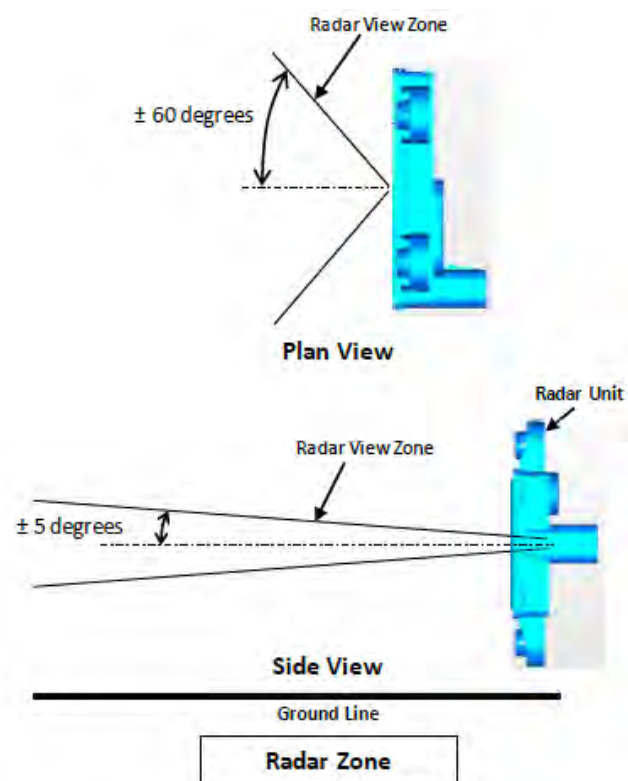 Radar View Zone
± 60 degrees
Plan View
Radar Unit
Radar View Zone
± 5 degrees
Side View
Ground Line
Radar Zone